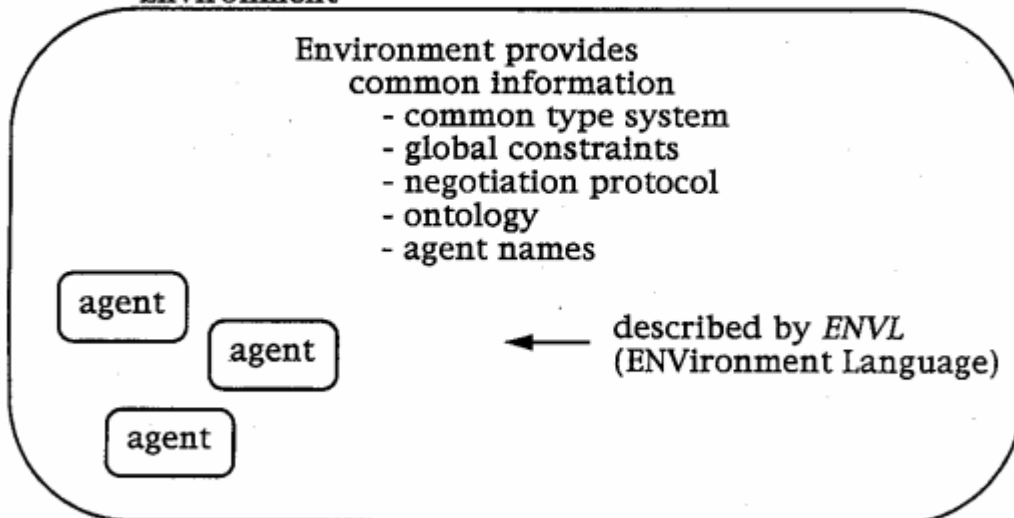 Environment
Environment provides
common information
- common type system
- global constraints
- negotiation protocol
- ontology
- agent names
agent
agent
agent
described by ENVL
(ENVironment Language)